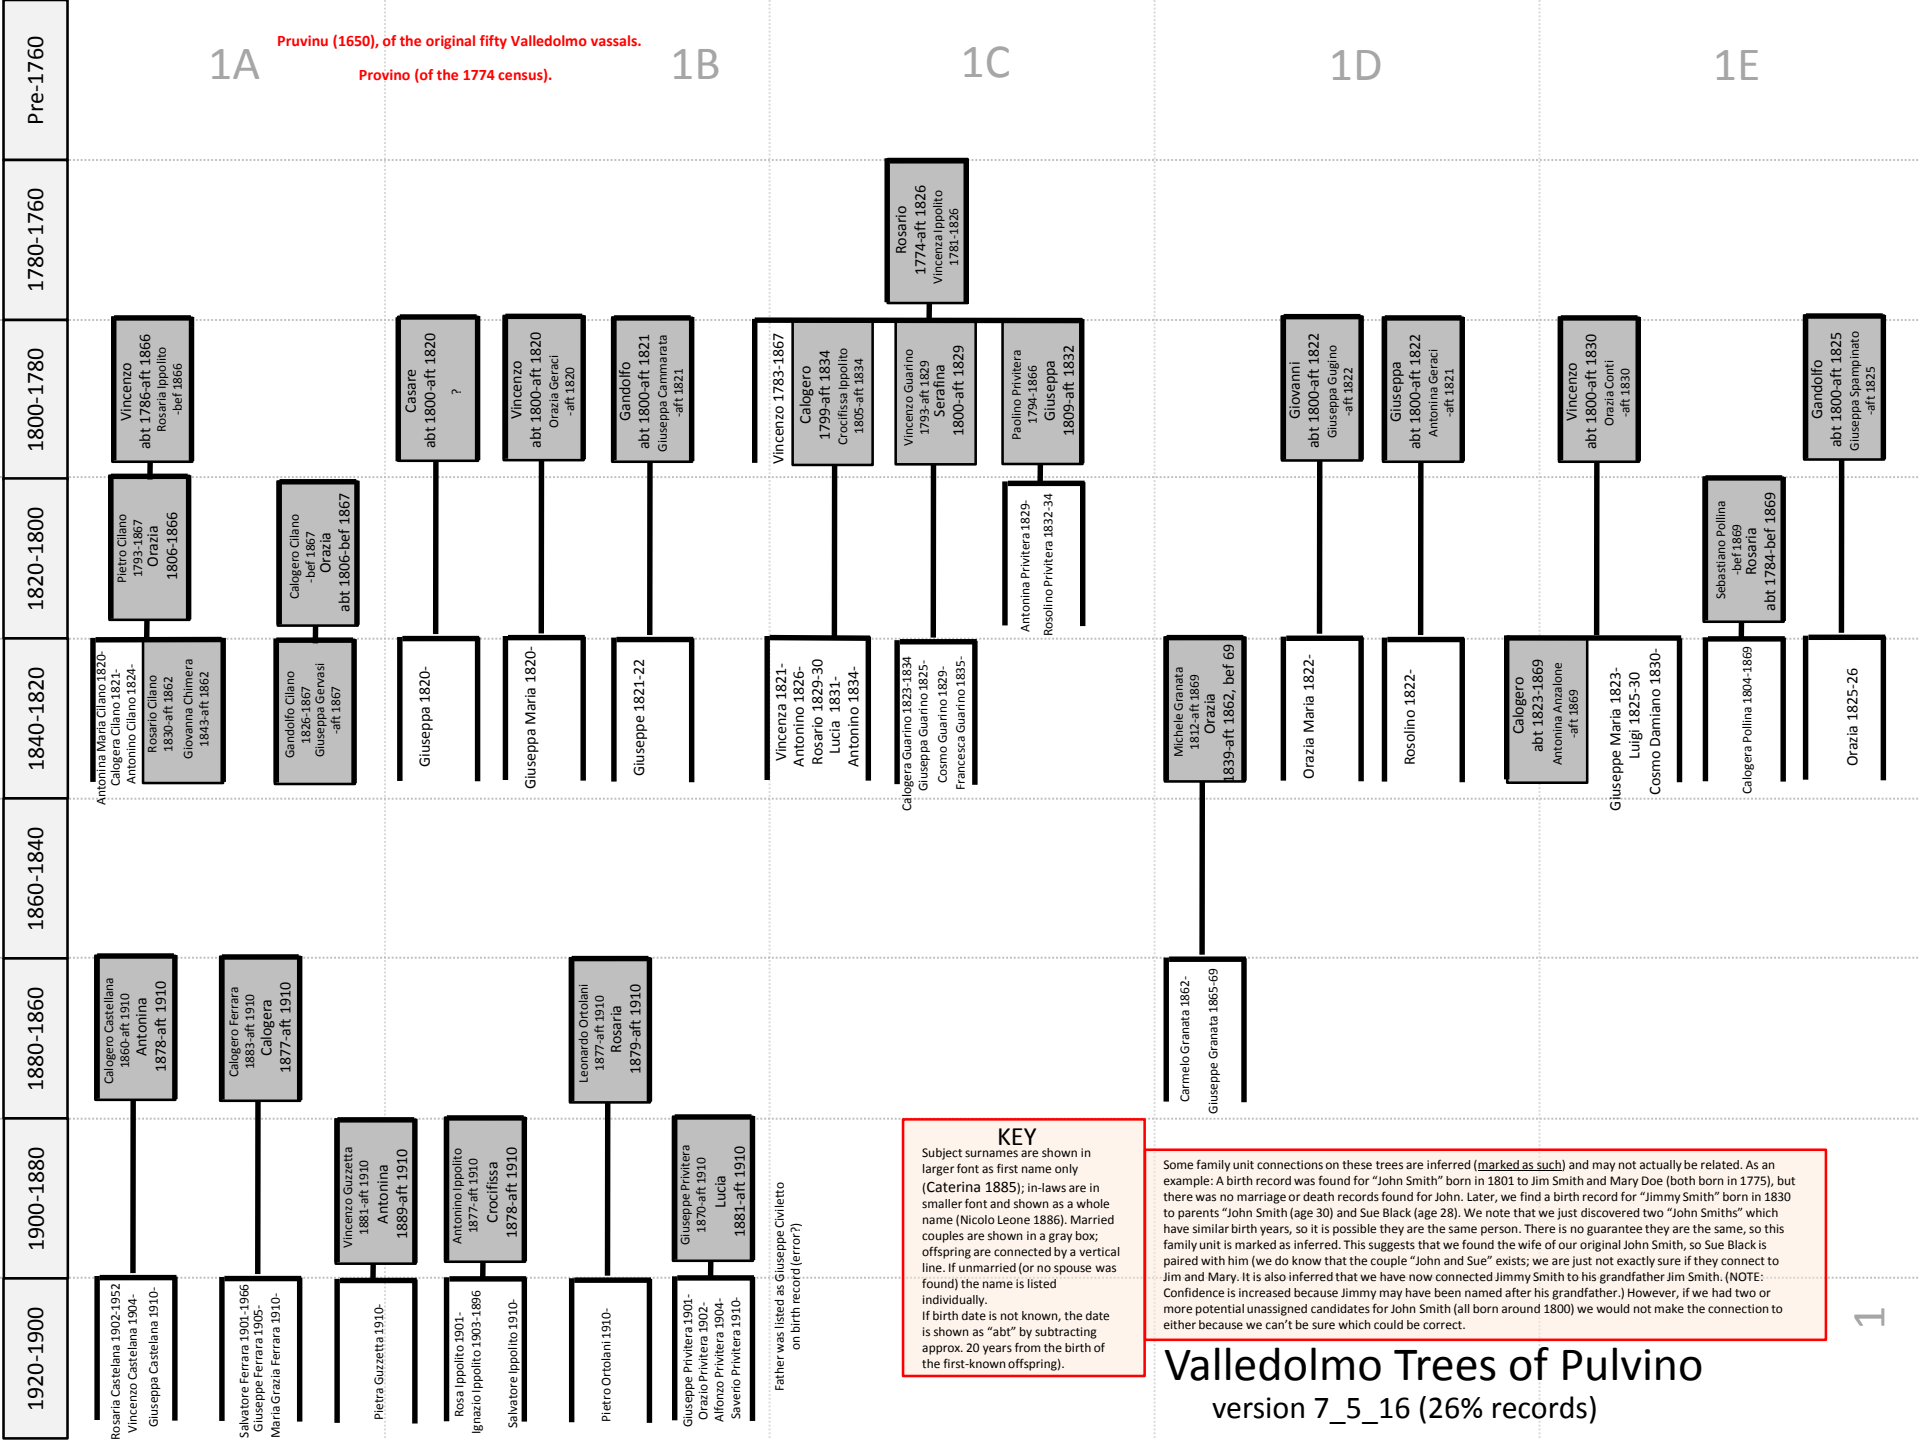 Pre-1760
1780-1760
1800-1780
1820-1800
1840-1820
1860-1840
1880-1860
1900-1880
1920-1900
1A
1B
1C
1D
1E
Pruvinu (1650), of the original fifty Valledolmo vassals.
Provino (of the 1774 census).
Rosario
1774-aft 1826
Vincenza Ippolito
1781-1826
Vincenzo
abt 1786-aft 1866
Rosaria Ippolito
-bef 1866
Casare
abt 1800-aft 1820
?
Vincenzo
abt 1800-aft 1820
Orazia Geraci
-aft 1820
Gandolfo
abt 1800-aft 1821
Giuseppa Cammarata
-aft 1821
Vincenzo 1783-1867
Calogero
1799-aft 1834
Crocifissa Ippolito
1805-aft 1834
Vincenzo Guarino
1793-aft 1829
Serafina
1800-aft 1829
Paolino Privitera
1794-1866
Giuseppa
1809-aft 1832
Giovanni
abt 1800-aft 1822
Giuseppa Gugino
-aft 1822
Giuseppa
abt 1800-aft 1822
Antonina Geraci
-aft 1821
Vincenzo
abt 1800-aft 1830
Orazia Conti
-aft 1830
Gandolfo
abt 1800-aft 1825
Giuseppa Spampinato
-aft 1825
Pietro Cilano
1793-1867
Orazia
1806-1866
Calogero Cilano
-bef 1867
Orazia
abt 1806-bef 1867
Antonina Privitera 1829-
Rosolino Privitera 1832-34
Sebastiano Pollina
-bef 1869
Rosaria
abt 1784-bef 1869
Antonina Maria Cilano 1820-
Calogera Cilano 1821-
Antonino Cilano 1824-
Rosario Cilano
1830-aft 1862
Giovanna Chimera
1843-aft 1862
Gandolfo Cilano
1826-1867
Giuseppa Gervasi
-aft 1867
Giuseppa 1820-
Giuseppa Maria 1820-
Giuseppe 1821-22
Vincenza 1821-
Antonino 1826-
Rosario 1829-30
Lucia 1831-
Antonino 1834-
Calogera Guarino 1823-1834
Giuseppa Guarino 1825-
Cosmo Guarino 1829-
Francesca Guarino 1835-
Michele Granata
1812-aft 1869
Orazia
1839-aft 1862, bef 69
Orazia Maria 1822-
Rosolino 1822-
Calogero
abt 1823-1869
Antonina Anzalone
-aft 1869
Giuseppe Maria 1823-
Luigi 1825-30
Cosmo Damiano 1830-
Calogera Pollina 1804-1869
Orazia 1825-26
Calogero Castellana
1860-aft 1910
Antonina
1878-aft 1910
Calogero Ferrara
1883-aft 1910
Calogera
1877-aft 1910
Leonardo Ortolani
1877-aft 1910
Rosaria
1879-aft 1910
Carmelo Granata 1862-
Giuseppe Granata 1865-69
Vincenzo Guzzetta
1881-aft 1910
Antonina
1889-aft 1910
Antonino Ippolito
1877-aft 1910
Crocifissa
1878-aft 1910
Giuseppe Privitera
1870-aft 1910
Lucia
1881-aft 1910
Rosaria Castelana 1902-1952
Vincenzo Castelana 1904-
Giuseppa Castelana 1910-
Salvatore Ferrara 1901-1966
Giuseppe Ferrara 1905-
Maria Grazia Ferrara 1910-
Pietra Guzzetta 1910-
Rosa Ippolito 1901-
Ignazio Ippolito 1903-1896
Salvatore Ippolito 1910-
Pietro Ortolani 1910-
Giuseppe Privitera 1901-
Orazio Privitera 1902-
Alfonzo Privitera 1904-
Saverio Privitera 1910-
Father was listed as Giuseppe Civiletto
on birth record (error?)
KEY
Subject surnames are shown in
larger font as first name only
(Caterina 1885); in-laws are in
smaller font and shown as a whole
name (Nicolo Leone 1886). Married
couples are shown in a gray box;
offspring are connected by a vertical
line. If unmarried (or no spouse was
found) the name is listed
individually.
If birth date is not known, the date
is shown as "abt" by subtracting
approx. 20 years from the birth of
the first-known offspring).
Some family unit connections on these trees are inferred (marked as such) and may not actually be related. As an
example: A birth record was found for "John Smith" born in 1801 to Jim Smith and Mary Doe (both born in 1775), but
there was no marriage or death records found for John. Later, we find a birth record for "Jimmy Smith" born in 1830
to parents "John Smith (age 30) and Sue Black (age 28). We note that we just discovered two "John Smiths" which
have similar birth years, so it is possible they are the same person. There is no guarantee they are the same, so this
family unit is marked as inferred. This suggests that we found the wife of our original John Smith, so Sue Black is
paired with him (we do know that the couple "John and Sue" exists; we are just not exactly sure if they connect to
Jim and Mary. It is also inferred that we have now connected Jimmy Smith to his grandfather Jim Smith. (NOTE:
Confidence is increased because Jimmy may have been named after his grandfather.) However, if we had two or
more potential unassigned candidates for John Smith (all born around 1800) we would not make the connection to
either because we can't be sure which could be correct.
1
Valledolmo Trees of Pulvino
version 7_5_16 (26% records)